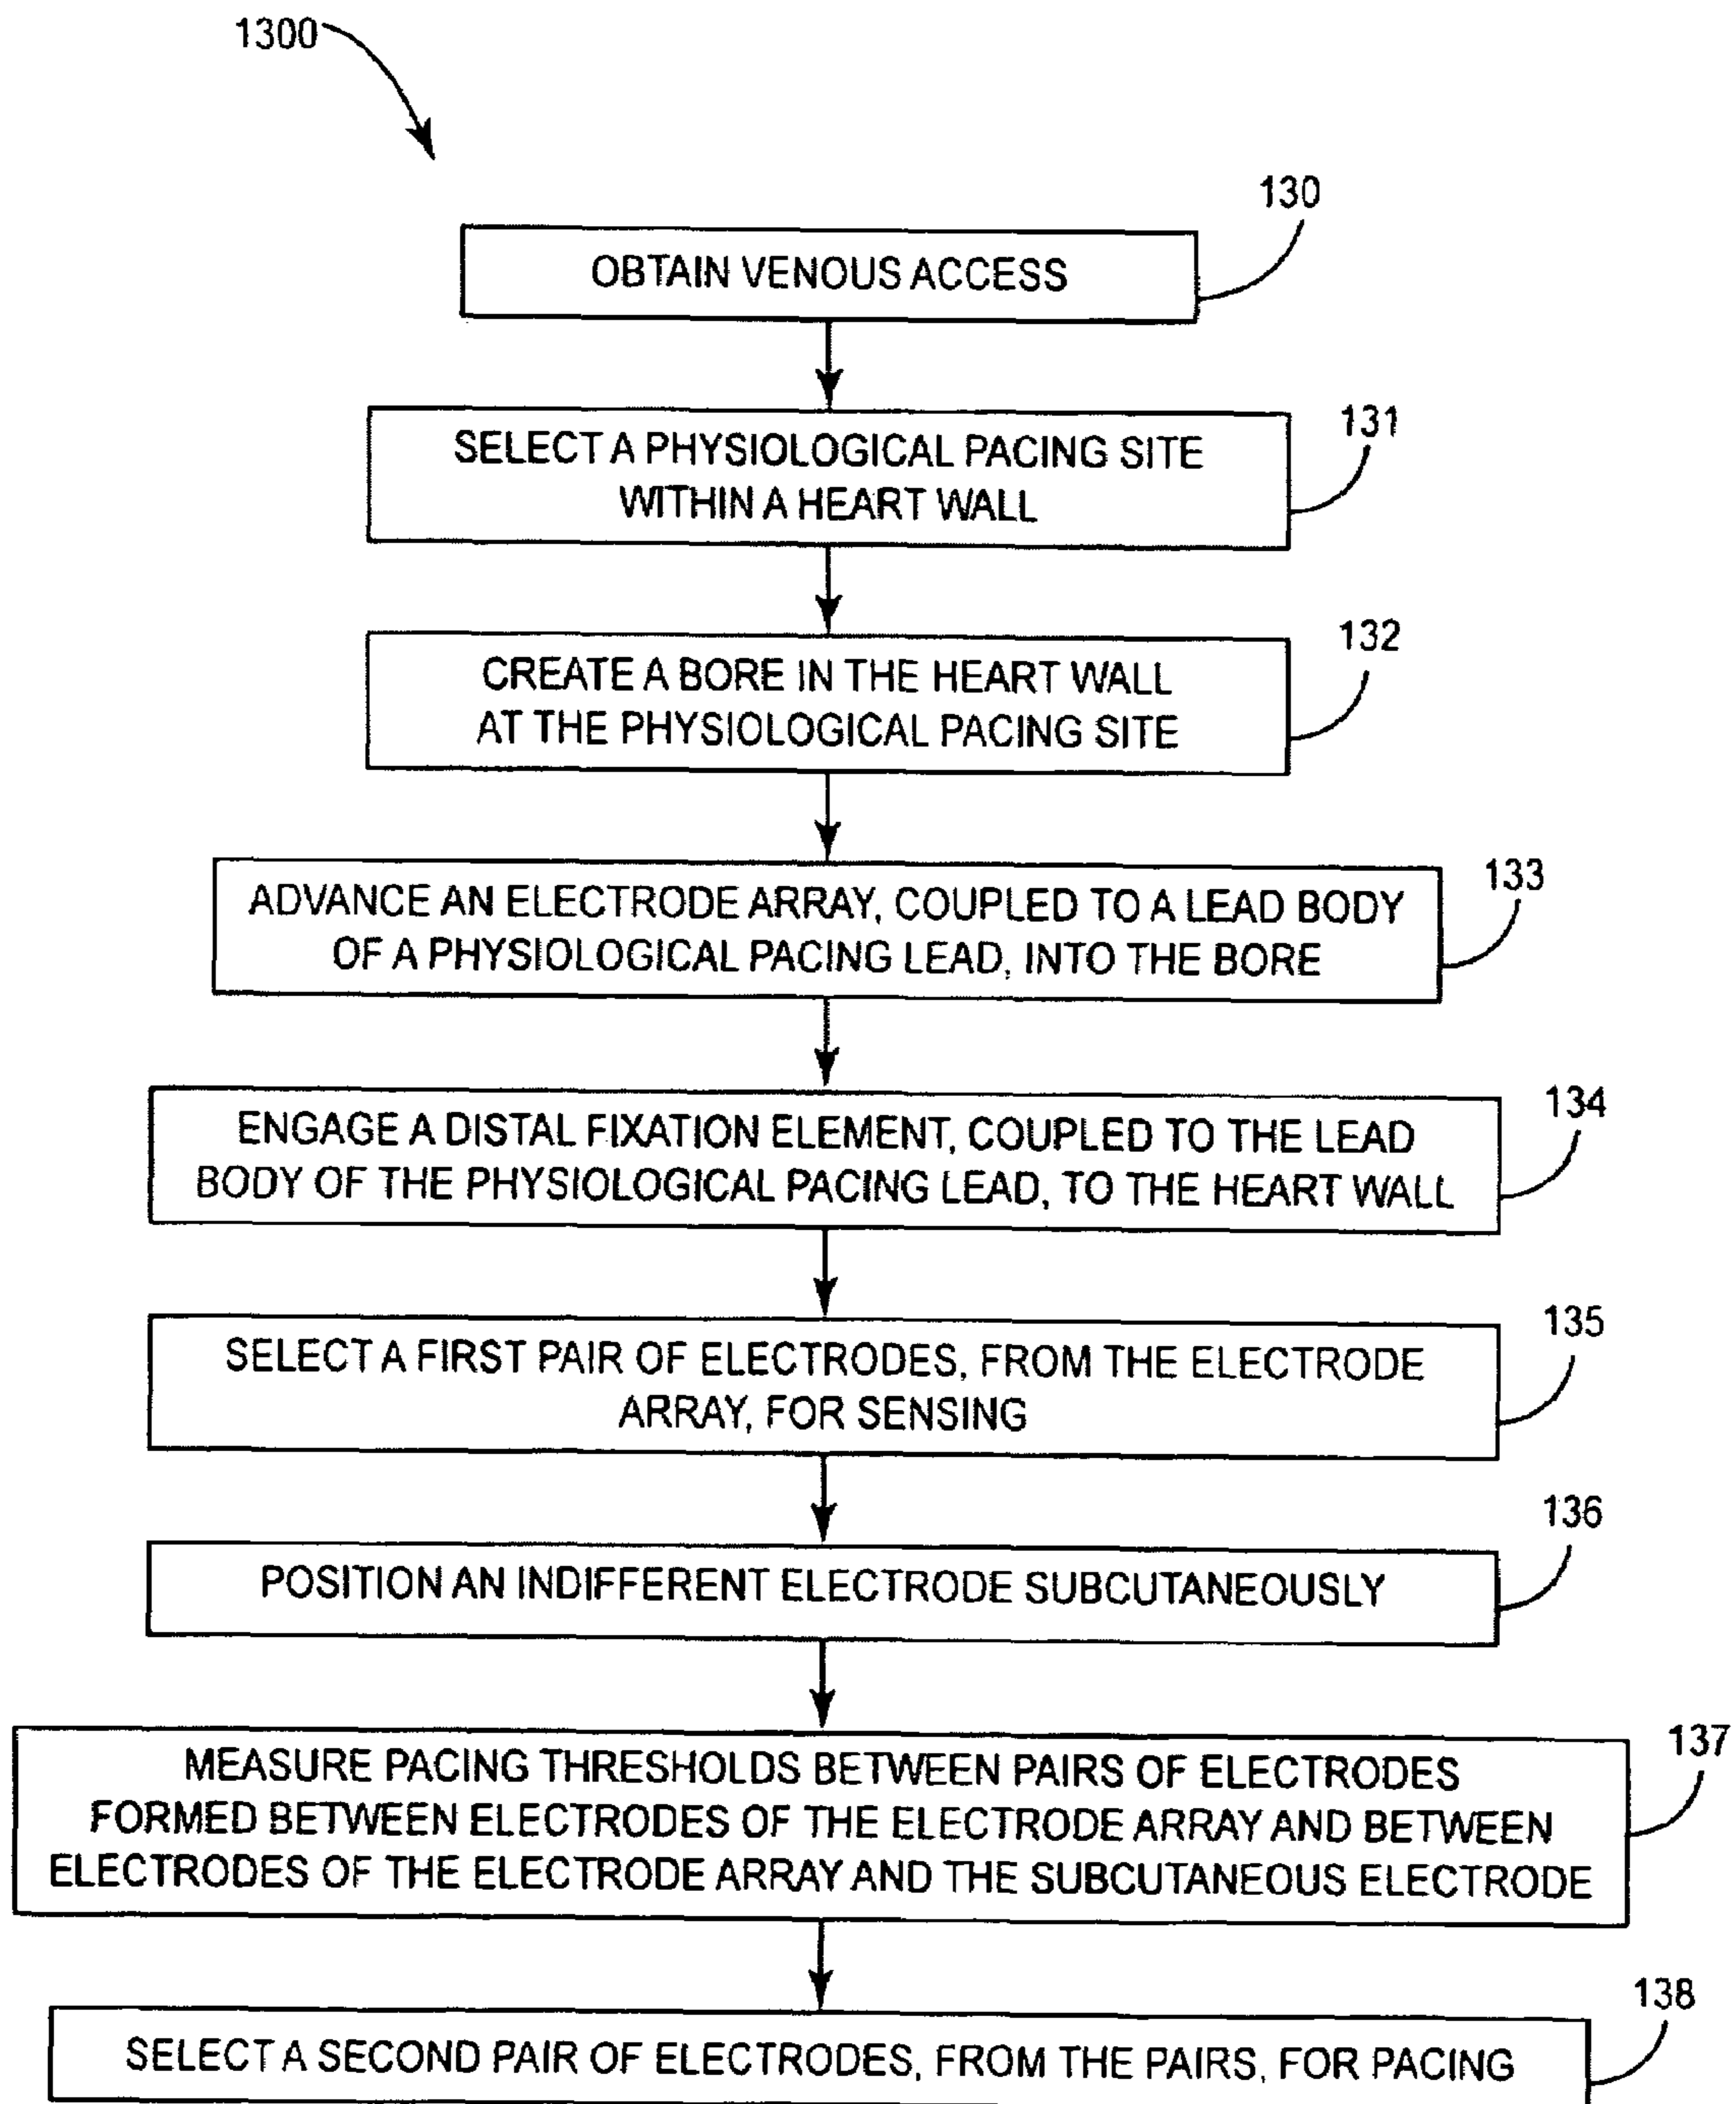 1300
130
OBTAIN VENOUS ACCESS
131
SELECT A PHYSIOLOGICAL PACING SITE
WITHIN A HEART WALL
132
CREATE A BORE IN THE HEART WALL
AT THE PHYSIOLOGICAL PACING SITE
133
ADVANCE AN ELECTRODE ARRAY, COUPLED TO A LEAD BODY
OF A PHYSIOLOGICAL PACING LEAD, INTO THE BORE
134
ENGAGE A DISTAL FIXATION ELEMENT, COUPLED TO THE LEAD
BODY OF THE PHYSIOLOGICAL PACING LEAD, TO THE HEART WALL
135
SELECT A FIRST PAIR OF ELECTRODES, FROM THE ELECTRODE
ARRAY, FOR SENSING
136
POSITION AN INDIFFERENT ELECTRODE SUBCUTANEOUSLY
137
MEASURE PACING THRESHOLDS BETWEEN PAIRS OF ELECTRODES
FORMED BETWEEN ELECTRODES OF THE ELECTRODE ARRAY AND BETWEEN
ELECTRODES OF THE ELECTRODE ARRAY AND THE SUBCUTANEOUS ELECTRODE
138
SELECT A SECOND PAIR OF ELECTRODES, FROM THE PAIRS, FOR PACING